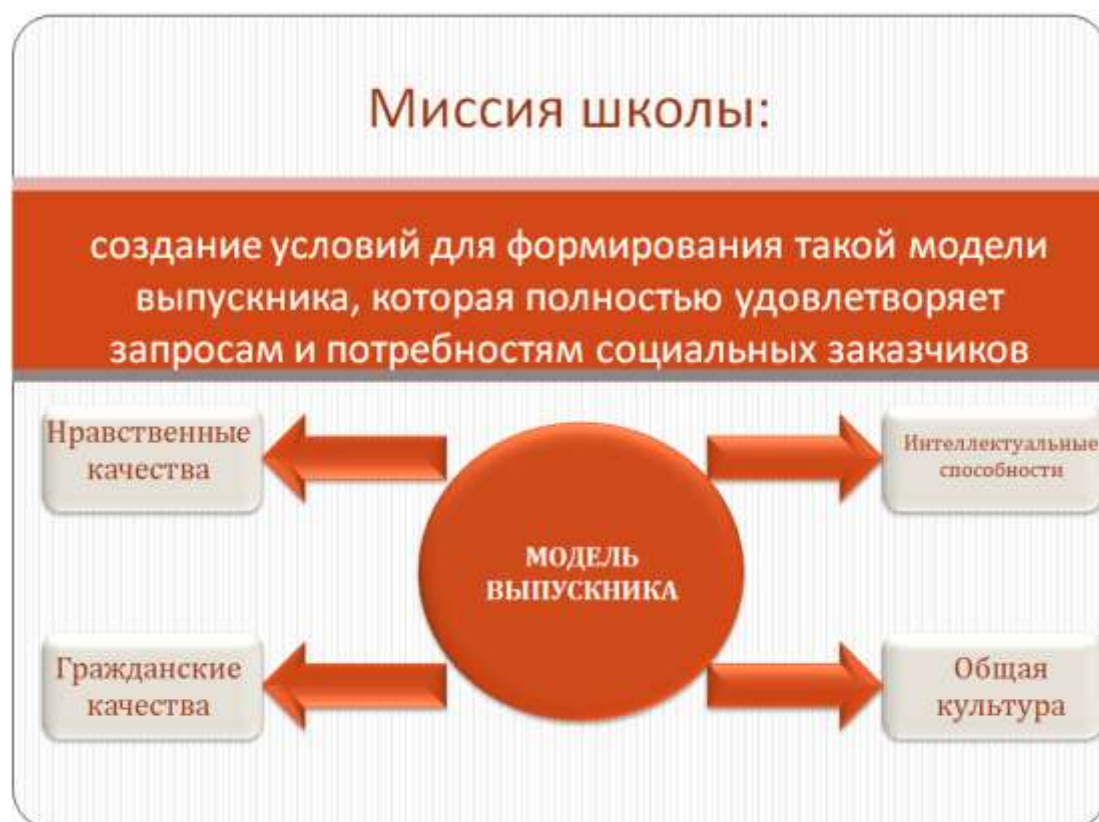 Миссия школы:
создание условий для формирования такой модели
выпускника, которая полностью удовлетворяет
запросам и потребностям социальных заказчиков
Нравственные
качества
Интеллектуальные
способности
МОДЕЛЬ
ВЫПУСКНИКА
Гражданские
качества
Общая
культура